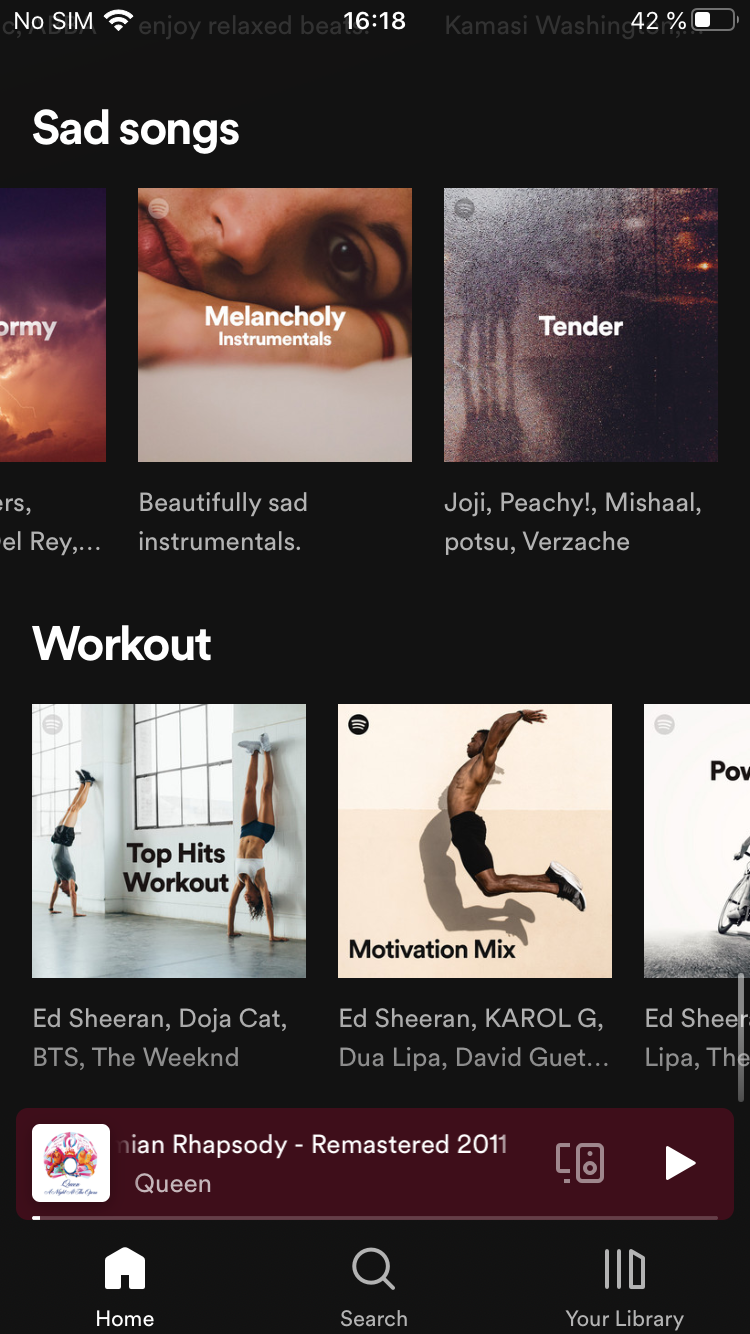 No SIM 16:18 42 %
c, ABBA enjoy relaxed beats. Kamasi Washington,...
Sad songs
ormy
Melancholy
Instrumentals
Tender
ers,
Del Rey,...
Beautifully sad
instrumentals.
Joji, Peachy!, Mishaal,
potsu, Verzache
Workout
Top Hits
Workout
Motivation Mix
Pow
Ed Sheeran, Doja Cat,
BTS, The Weeknd
Ed Sheeran, KAROL G,
Dua Lipa, David Guet...
Ed Sheer
Lipa, The
mian Rhapsody - Remastered 2011
Queen
Queen
A Night At The Opera
Home
Search
Your Library